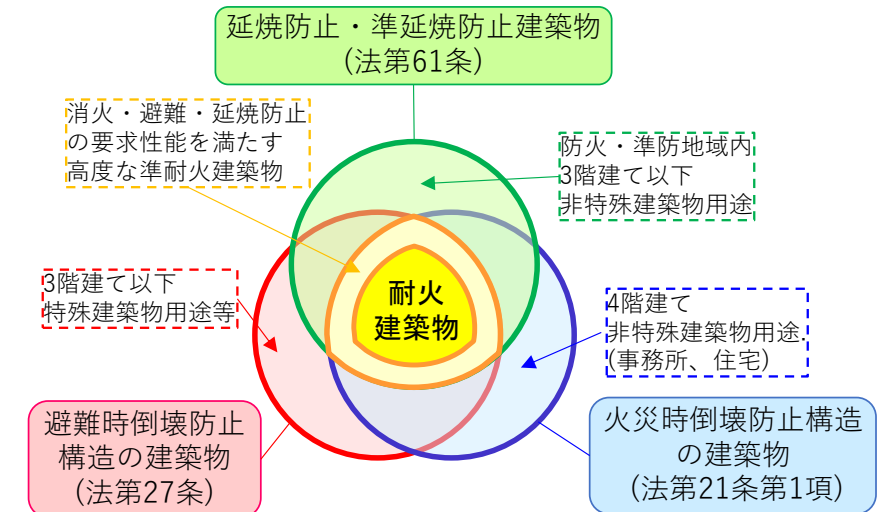 延焼防止・準延焼防止建築物
(法第61条)
消火・避難・延焼防止
の要求性能を満たす
高度な準耐火建築物
防火・準防地域内
3階建て以下
非特殊建築物用途
3階建て以下
特殊建築物用途等
耐火
建築物
4階建て
非特殊建築物用途.
(事務所、住宅)
避難時倒壊防止
構造の建築物
(法第27条)
火災時倒壊防止構造
の建築物
(法第21条第1項)